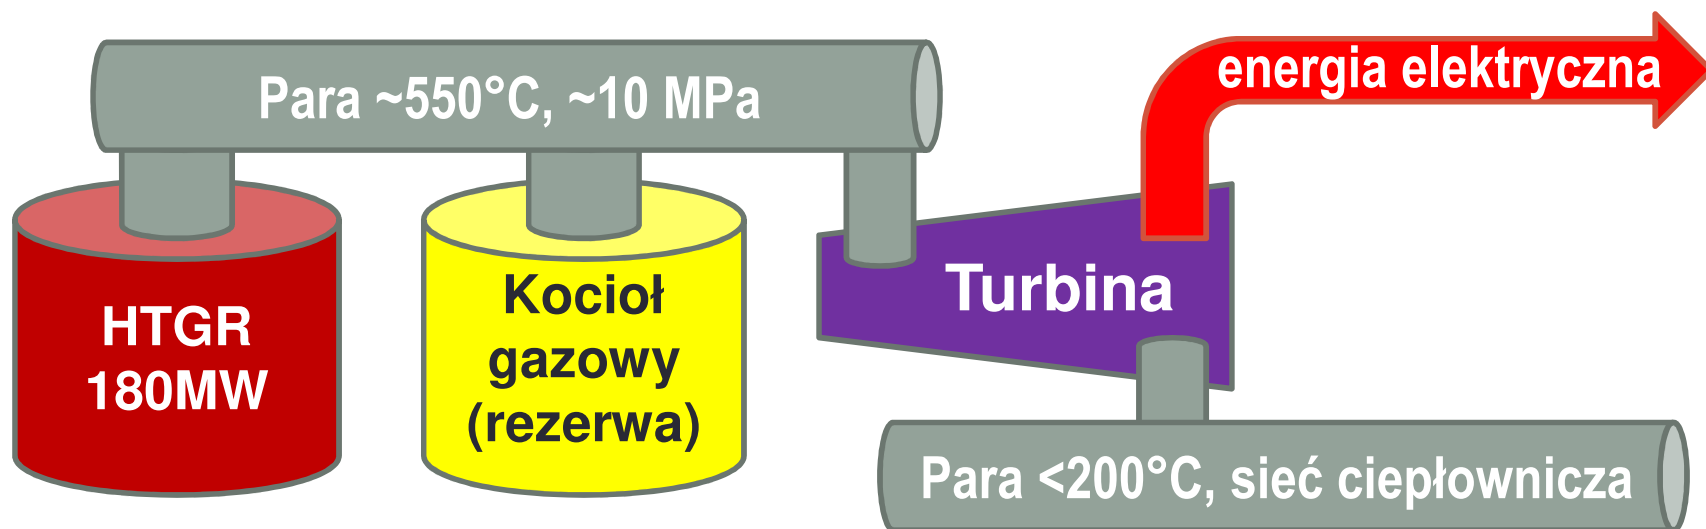 Para ~550°C, ~10 MPa
energia elektryczna
HTGR
180MW
Kocioł
gazowy
(rezerwa)
Turbina
Para <200°C, sieć ciepłownicza